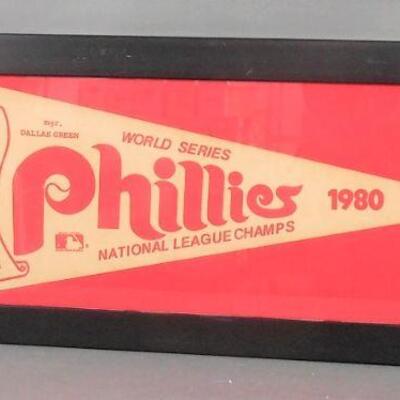 mgr.
DALLAS GREEN
WORLD SERIES
Phillies
1980
NATIONAL LEAGUE CHAMPS